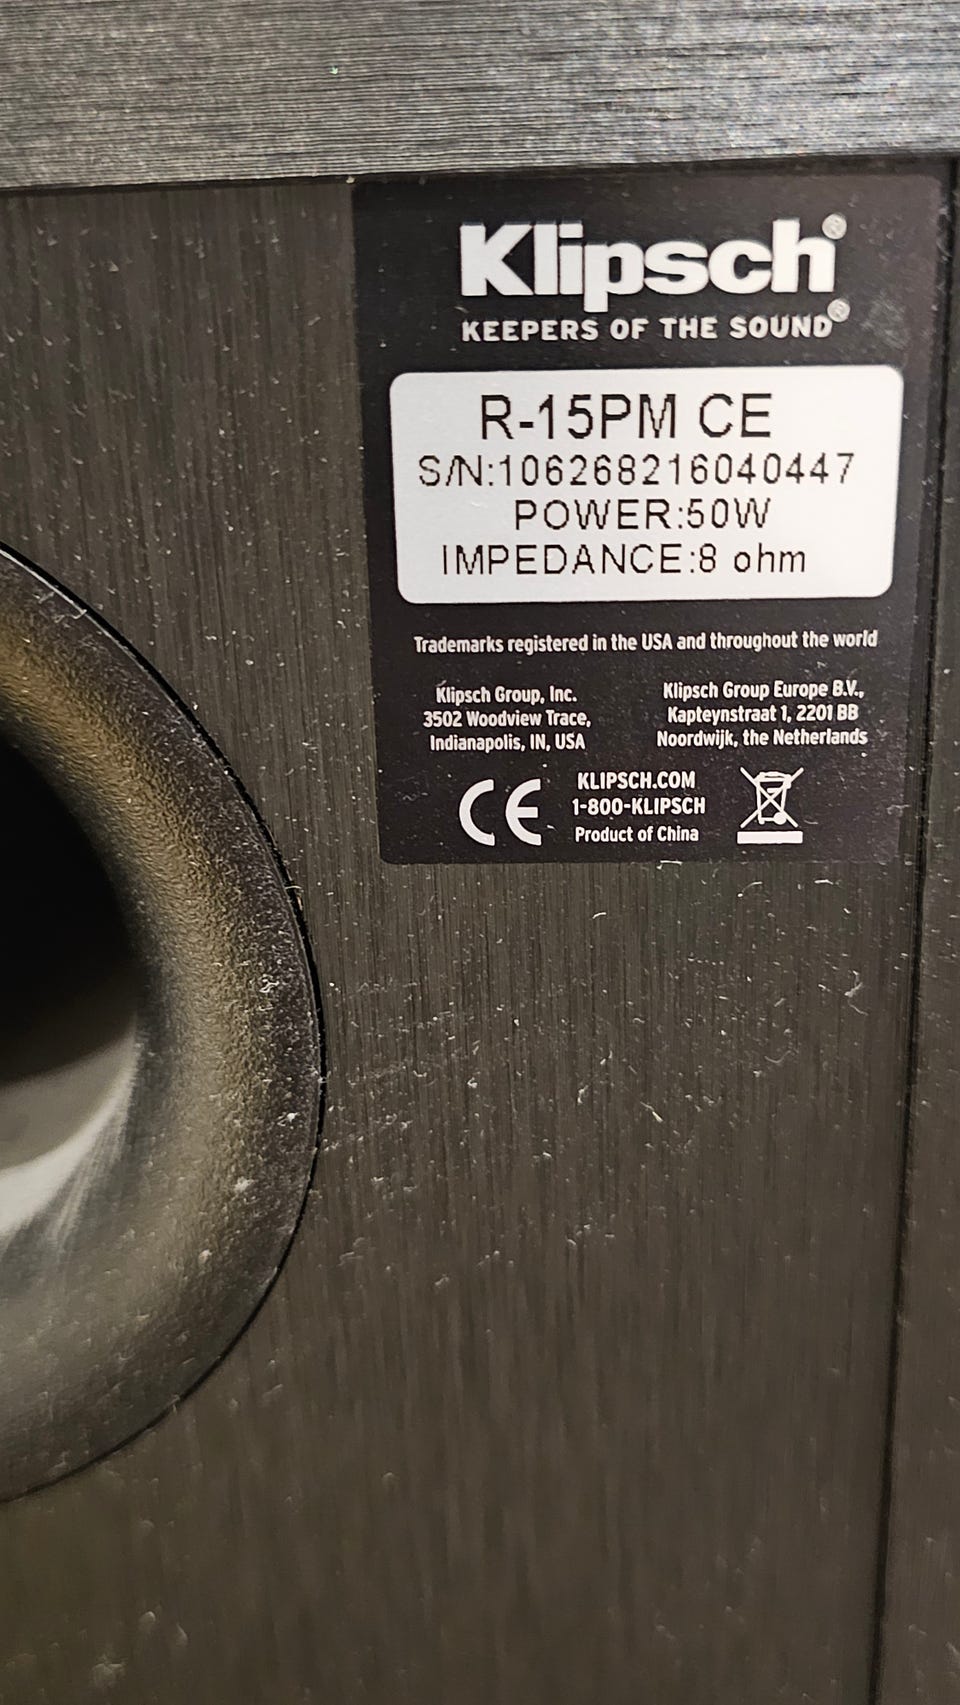 Klipsch®
KEEPERS OF THE SOUND®
R-15PM CE
S/N:106268216040447
POWER:50W
IMPEDANCE:8 ohm
Trademarks registered in the USA and throughout the world
Klipsch Group, Inc.
3502 Woodview Trace,
Indianapolis, IN, USA
Klipsch Group Europe B.V.,
Kapteynstraat 1, 2201 BB
Noordwijk, the Netherlands
CE
KLIPSCH.COM
1-800-KLIPSCH
Product of China